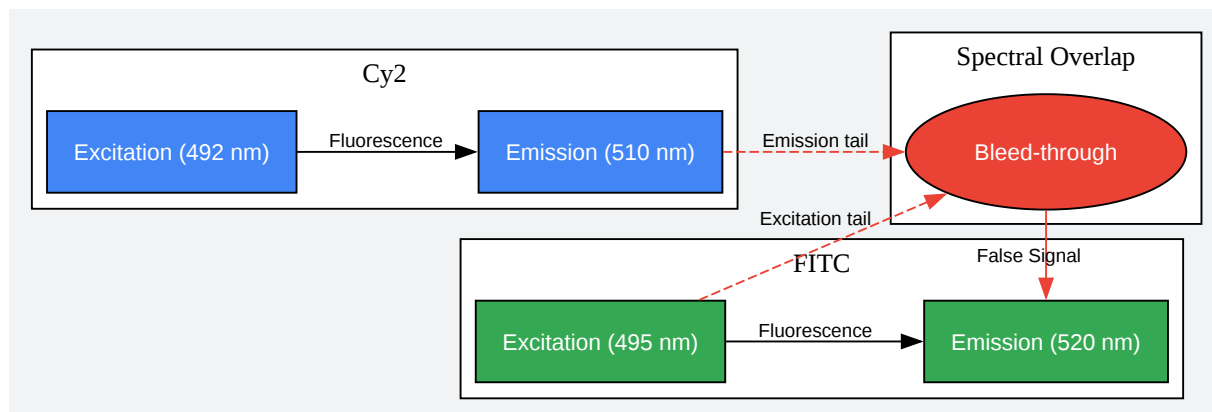 Cy2
Excitation (492 nm)
Fluorescence
Emission (510 nm)
Emission tail
Spectral Overlap
Bleed-through
Excitation tail
False Signal
FITC
Excitation (495 nm)
Fluorescence
Emission (520 nm)